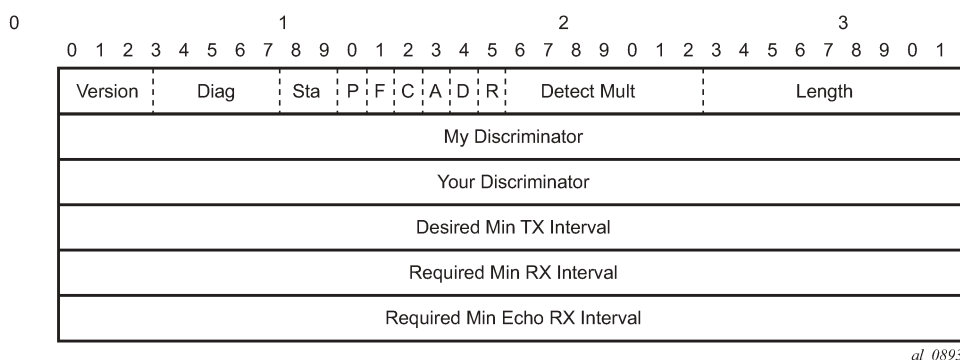 0 1 2 3
0 1 2 3 4 5 6 7 8 9 0 1 2 3 4 5 6 7 8 9 0 1 2 3 4 5 6 7 8 9 0 1
Version Diag Sta P F C A D R Detect Mult Length
My Discriminator
Your Discriminator
Desired Min TX Interval
Required Min RX Interval
Required Min Echo RX Interval
al_0893